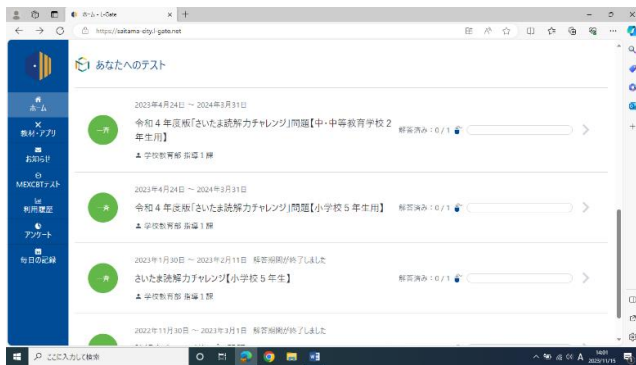 ホーム - L-Gate
https://saitama-city.l-gate.net
あなたへのテスト
ホーム
教材・アプリ
お知らせ
MEXCBTテスト
利用履歴
アンケート
毎日の記録
2023年4月24日 ～ 2024年3月31日
令和4年度版「さいたま読解力チャレンジ」問題【中・中等教育学校2
年生用】
学校教育部 指導1課
解答済み：0 / 1
2023年4月24日 ～ 2024年3月31日
令和4年度版「さいたま読解力チャレンジ」問題【小学校5年生用】
学校教育部 指導1課
解答済み：0 / 1
2023年1月30日 ～ 2023年2月11日 解答期間が終了しました
さいたま読解力チャレンジ【小学校5年生】
学校教育部 指導1課
解答済み：0 / 1
2022年11月30日 ～ 2023年3月1日 解答期間が終了しました
ここに入力して検索
A
14:01
2023/11/15